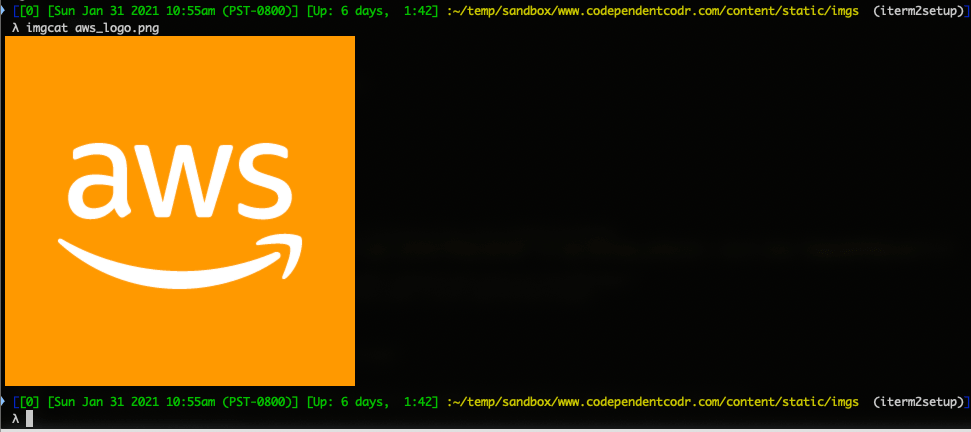 [[0] [Sun Jan 31 2021 10:55am (PST-0800)] [Up: 6 days,  1:42] :~/temp/sandbox/www.codependentcodr.com/content/static/imgs  (iterm2setup)]
λ imgcat aws_logo.png
aws
[[0] [Sun Jan 31 2021 10:55am (PST-0800)] [Up: 6 days,  1:42] :~/temp/sandbox/www.codependentcodr.com/content/static/imgs  (iterm2setup)]
λ